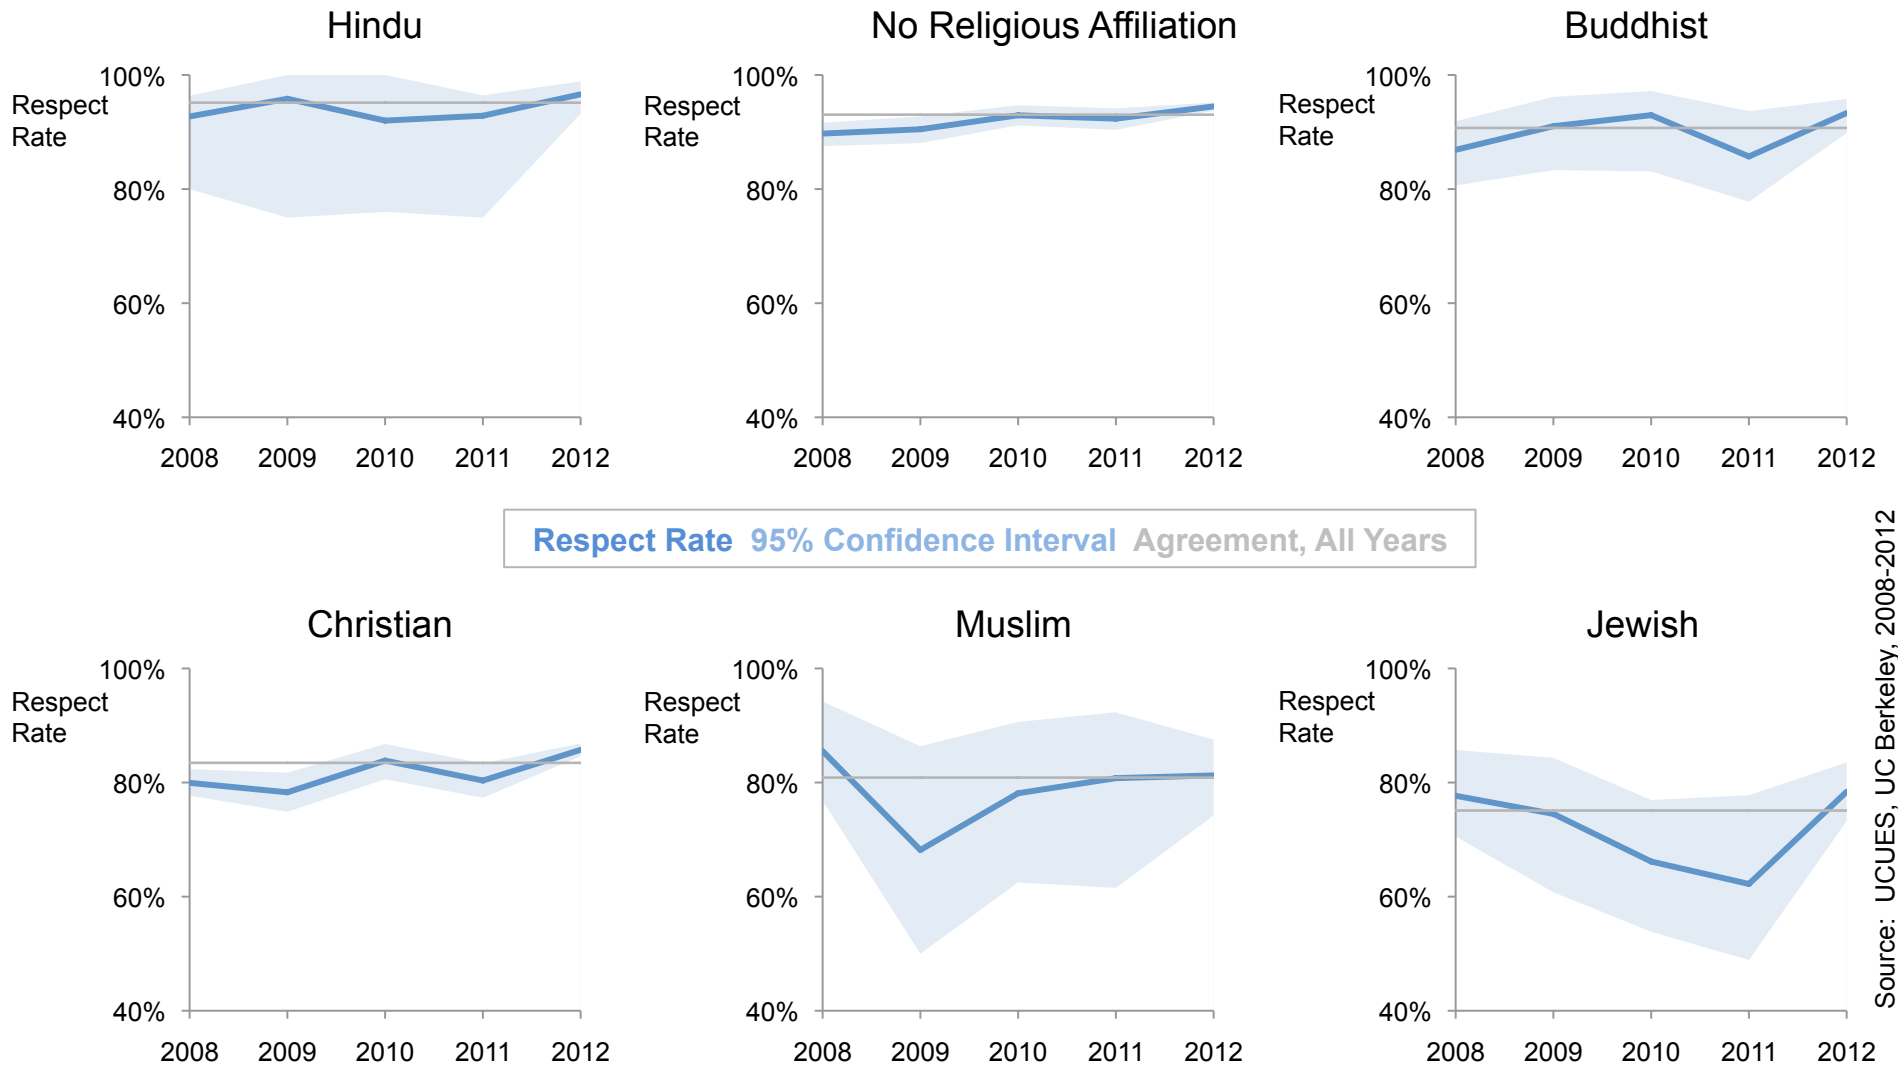 Hindu
No Religious Affiliation
Buddhist
Respect
Rate
100%
80%
60%
40%
2008 2009 2010 2011 2012
Respect
Rate
100%
80%
60%
40%
2008 2009 2010 2011 2012
Respect
Rate
100%
80%
60%
40%
2008 2009 2010 2011 2012
Respect Rate 95% Confidence Interval Agreement, All Years
Christian
Muslim
Jewish
Respect
Rate
100%
80%
60%
40%
2008 2009 2010 2011 2012
Respect
Rate
100%
80%
60%
40%
2008 2009 2010 2011 2012
Respect
Rate
100%
80%
60%
40%
2008 2009 2010 2011 2012
Source: UCUES, UC Berkeley, 2008-2012